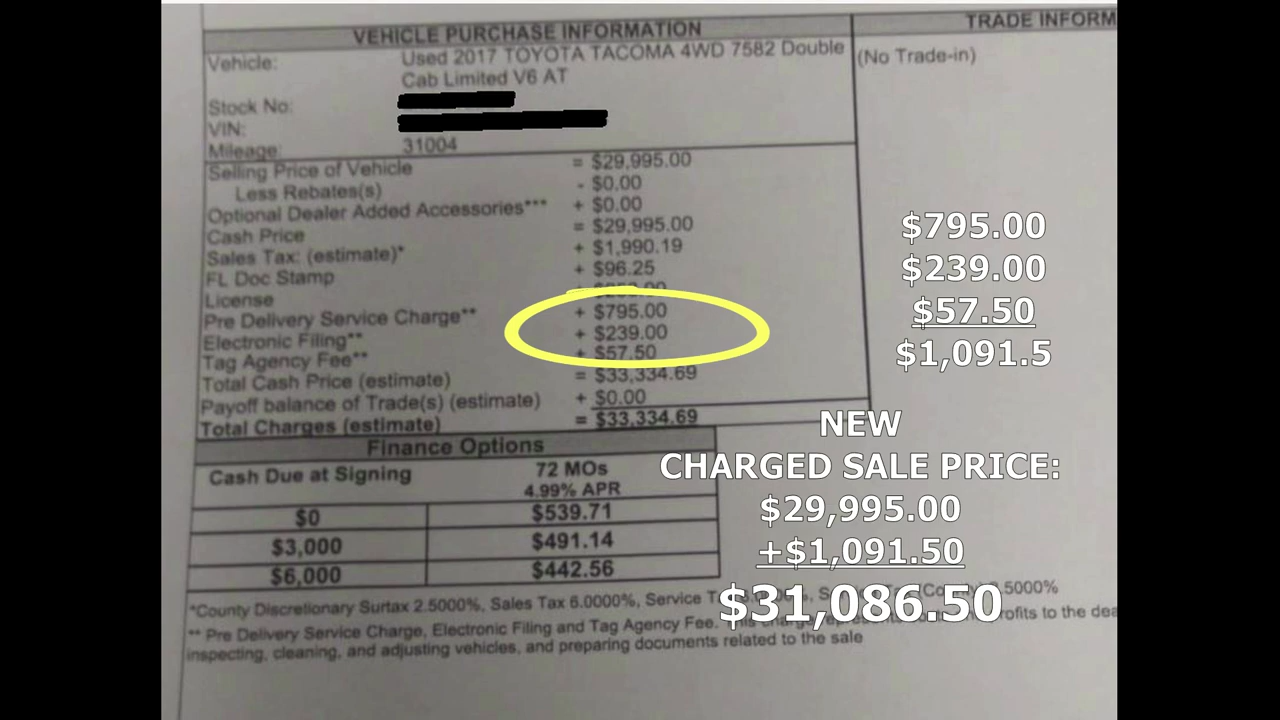 VEHICLE PURCHASE INFORMATION
TRADE INFORM
Vehicle: Used 2017 TOYOTA TACOMA 4WD 7582 Double
Cab Limited V6 AT
(No Trade-in)
Stock No:
VIN:
Mileage: 31004
Selling Price of Vehicle = $29,995.00
Less Rebates(s) - $0.00
Optional Dealer Added Accessories*** + $0.00
Cash Price = $29,995.00
Sales Tax: (estimate)* + $1,990.19
FL Doc Stamp + $96.25
License
Pre Delivery Service Charge** + $795.00
Electronic Filing** + $239.00
Tag Agency Fee** + $57.50
Total Cash Price (estimate) = $33,334.69
Payoff balance of Trade(s) (estimate) + $0.00
Total Charges (estimate) = $33,334.69
Finance Options
Cash Due at Signing 72 MOs
4.99% APR
$0 $539.71
$3,000 $491.14
$6,000 $442.56
*County Discretionary Surtax 2.5000%, Sales Tax 6.0000%, Service
** Pre Delivery Service Charge, Electronic Filing and Tag Agency Fee. This charge to the dea
inspecting, cleaning, and adjusting vehicles, and preparing documents related to the sale
$795.00
$239.00
$57.50
$1,091.5
NEW
CHARGED SALE PRICE:
$29,995.00
+$1,091.50
$31,086.50